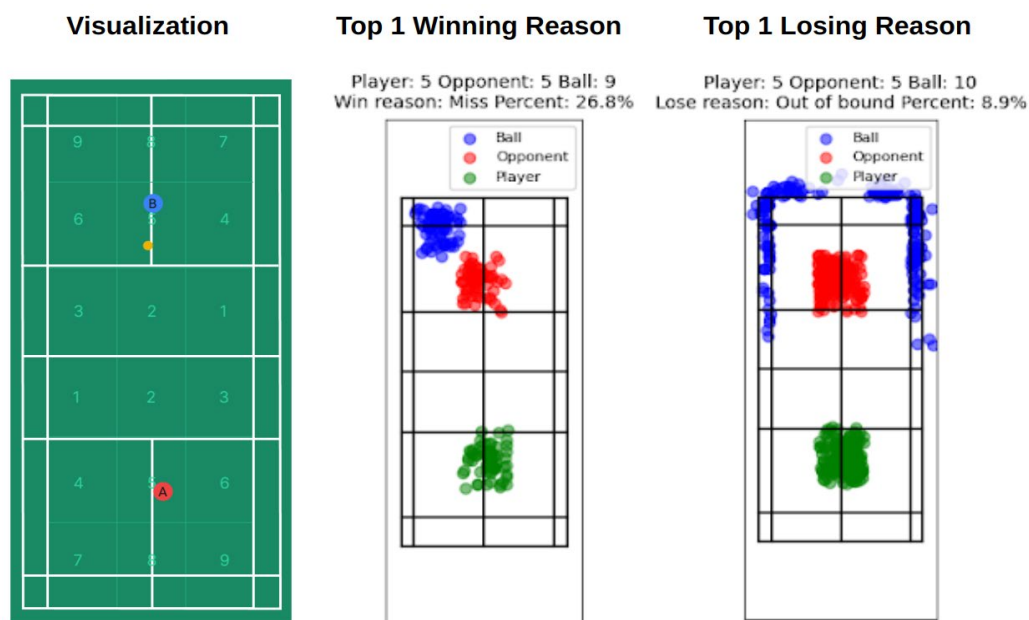 Visualization
Top 1 Winning Reason
Top 1 Losing Reason
9 8 7
B
6 5 4
3 2 1
1 2 3
4 5 6
A
7 8 9
Player: 5 Opponent: 5 Ball: 9
Win reason: Miss Percent: 26.8%
Ball
Opponent
Player
Player: 5 Opponent: 5 Ball: 10
Lose reason: Out of bound Percent: 8.9%
Ball
Opponent
Player